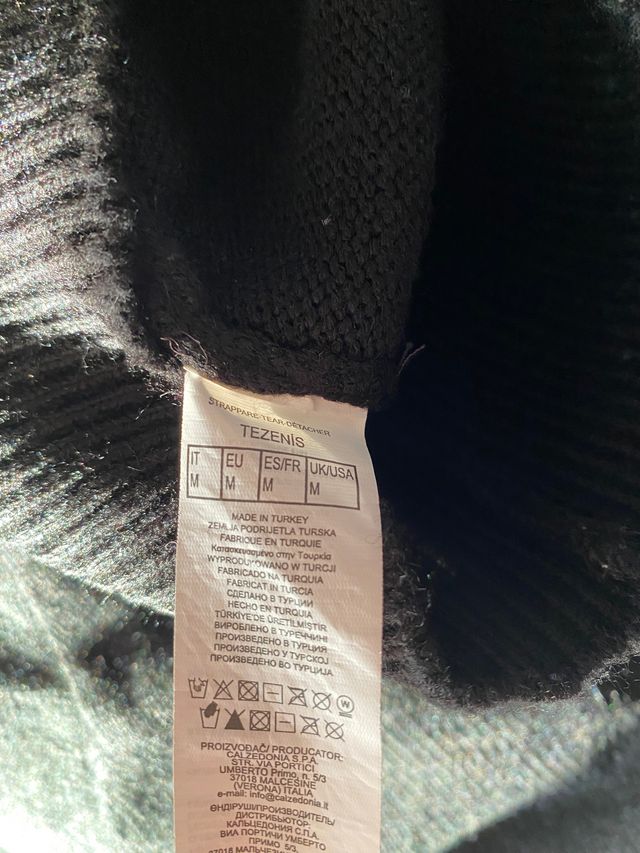 STRAPPARE-TEAR-DÉTACHER
TEZENIS
IT EU ES/FR UK/USA
M M M M
MADE IN TURKEY
ZEMLJA PODRIJETLA TURSKA
FABRIQUE EN TURQUIE
Κατασκευασμένο στην Τουρκία
WYPRODUKOWANO W TURCJI
FABRICADO NA TURQUIA
FABRICAT IN TURCIA
СДЕЛАНО В ТУРЦИИ
HECHO EN TURQUIA
TÜRKİYE'DE ÜRETİLMİŞTİR
ВИРОБЛЕНО В ТУРЕЧЧИНІ
ПРОИЗВЕДЕНО В ТУРЦИЯ
ПРОИЗВЕДЕНО У ТУРСКОЈ
ПРОИЗВЕДЕНО ВО ТУРЦИЈА
W
PROIZVOĐAČ/ PRODUCATOR:
CALZEDONIA S.P.A.
STR. VIA PORTICI
UMBERTO Primo, n. 5/3
37018 MALCESINE
(VERONA) ITALIA
e-mail: info@calzedonia.it
ӨНДІРУШІ/ПРОИЗВОДИТЕЛЬ/
ДИСТРИБЬЮТОР:
КАЛЬЦЕДОНИЯ С.П.А.
ВИА ПОРТИЧИ УМБЕРТО
ПРИМО 5/3,